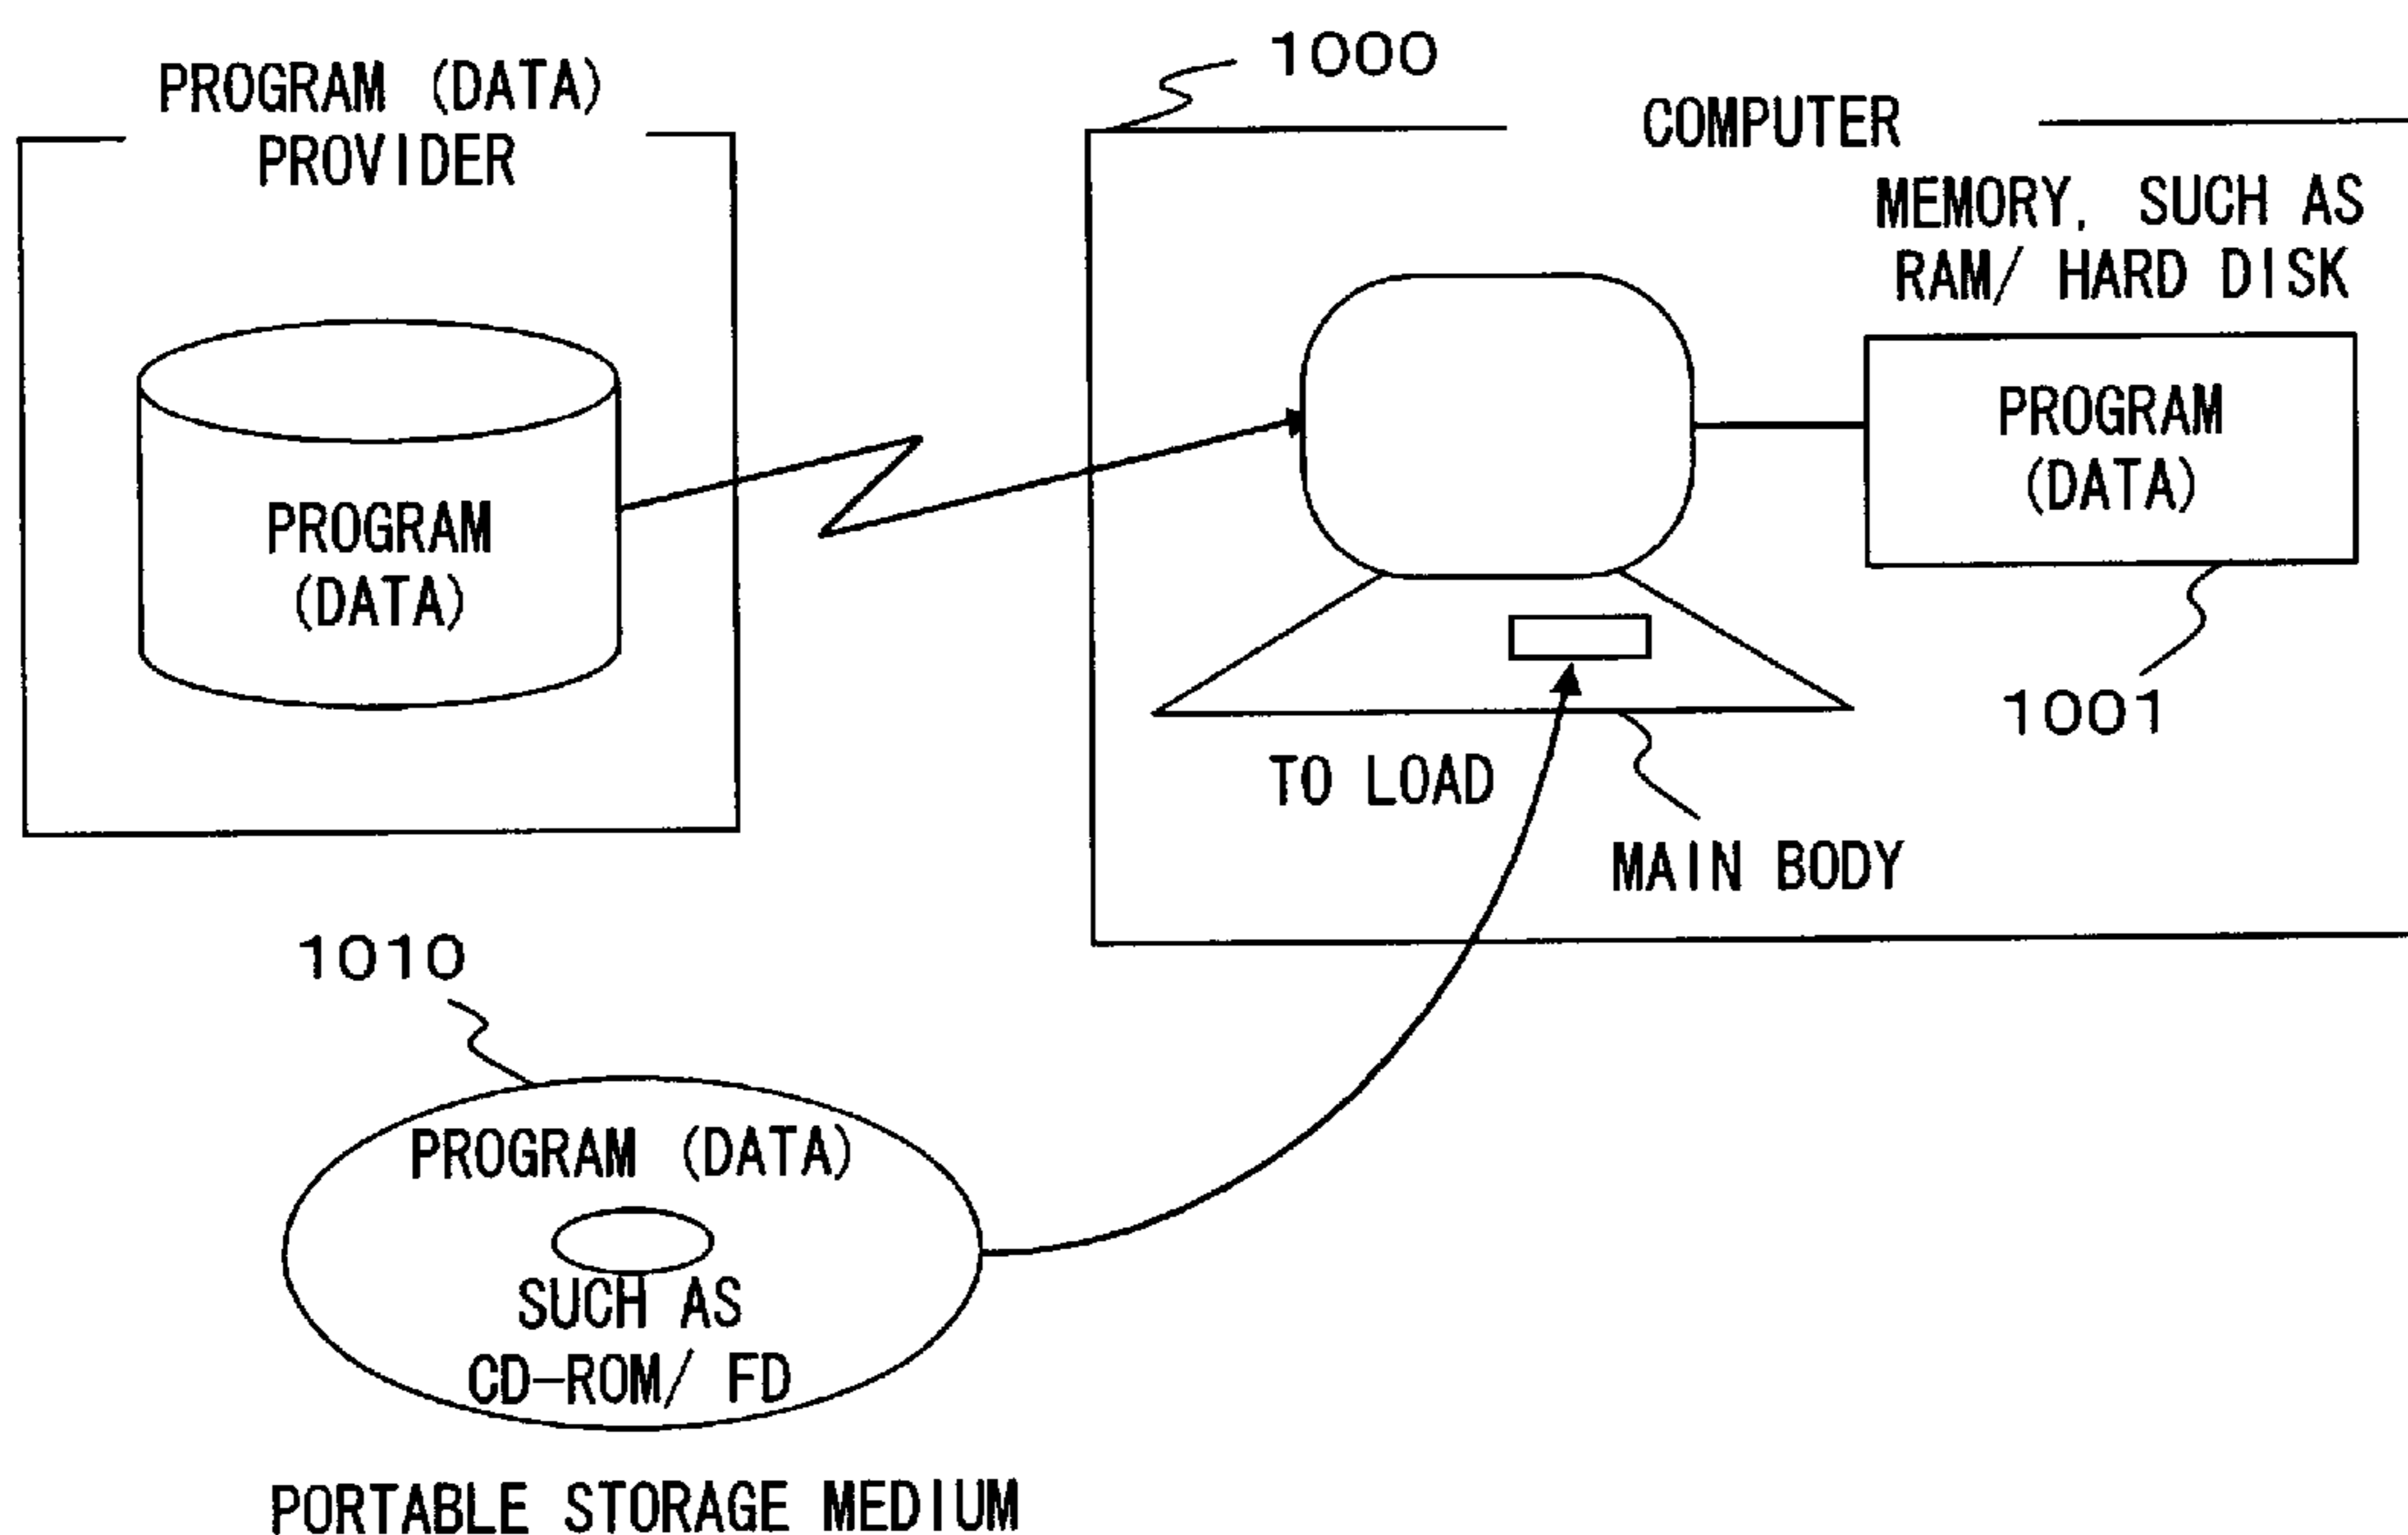 PROGRAM (DATA)
PROVIDER
PROGRAM
(DATA)
1000
COMPUTER
MEMORY, SUCH AS
RAM/ HARD DISK
PROGRAM
(DATA)
1001
TO LOAD
MAIN BODY
1010
PROGRAM (DATA)
SUCH AS
CD-ROM/ FD
PORTABLE STORAGE MEDIUM